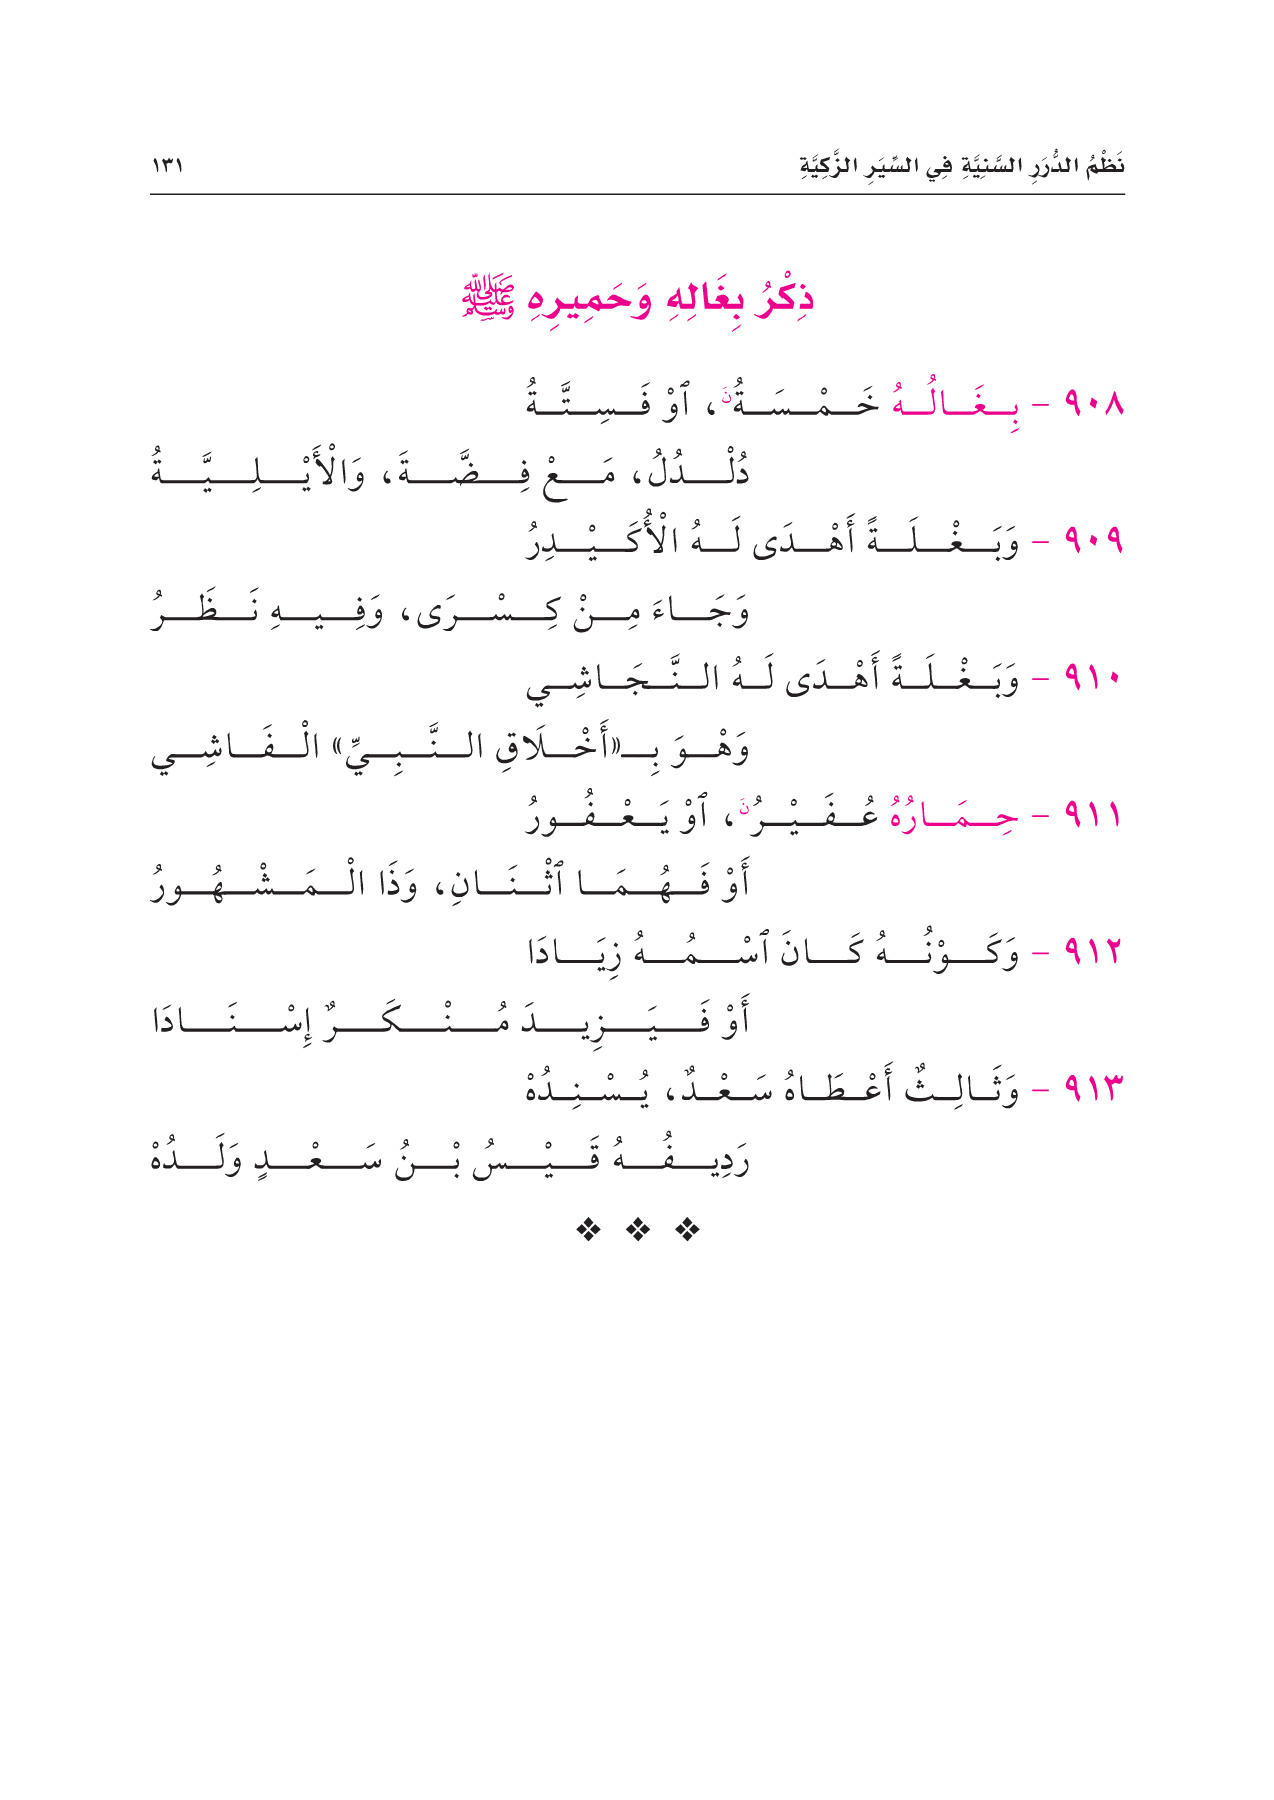 نَظْمُ الدُّرَرِ السَّنِيَّةِ فِي السِّيَرِ الزَّكِيَّةِ ١٣١
ذِكْرُ بِغَالِهِ وَحَمِيرِهِ ﷺ
٩٠٨ - بِغَالُهُ خَمْسَةُ نَ، ٱوْ فَسِتَّةُ
دُلْدُلُ، مَعْ فِضَّةَ، وَالْأَيْلِيَّةُ
٩٠٩ - وَبَغْلَةً أَهْدَى لَهُ الْأُكَيْدِرُ
وَجَاءَ مِنْ كِسْرَى، وَفِيهِ نَظَرُ
٩١٠ - وَبَغْلَةً أَهْدَى لَهُ النَّجَاشِي
وَهْوَ بِـ«أَخْلَاقِ النَّبِيِّ» الْفَاشِي
٩١١ - حِمَارُهُ عُفَيْرُ نَ، ٱوْ يَعْفُورُ
أَوْ فَهُمَا ٱثْنَانِ، وَذَا الْمَشْهُورُ
٩١٢ - وَكَوْنُهُ كَانَ ٱسْمُهُ زِيَادَا
أَوْ فَيَزِيدَ مُنْكَرٌ إِسْنَادَا
٩١٣ - وَثَالِثٌ أَعْطَاهُ سَعْدٌ، يُسْنِدُهْ
رَدِيفُهُ قَيْسُ بْنُ سَعْدٍ وَلَدُهْ